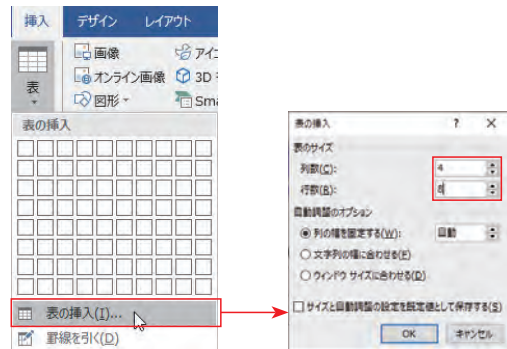 挿入 デザイン レイアウト
表
画像
アイコ
オンライン画像
3D
図形
Sma
表の挿入
表の挿入(I)...
罫線を引く(D)
表の挿入 ? ×
表のサイズ
列数(C): 4
行数(R): 8
自動調整のオプション
列の幅を固定する(W): 自動
文字列の幅に合わせる(F)
ウィンドウ サイズに合わせる(D)
サイズと自動調整の設定を既定値として保存する(S)
OK キャンセル